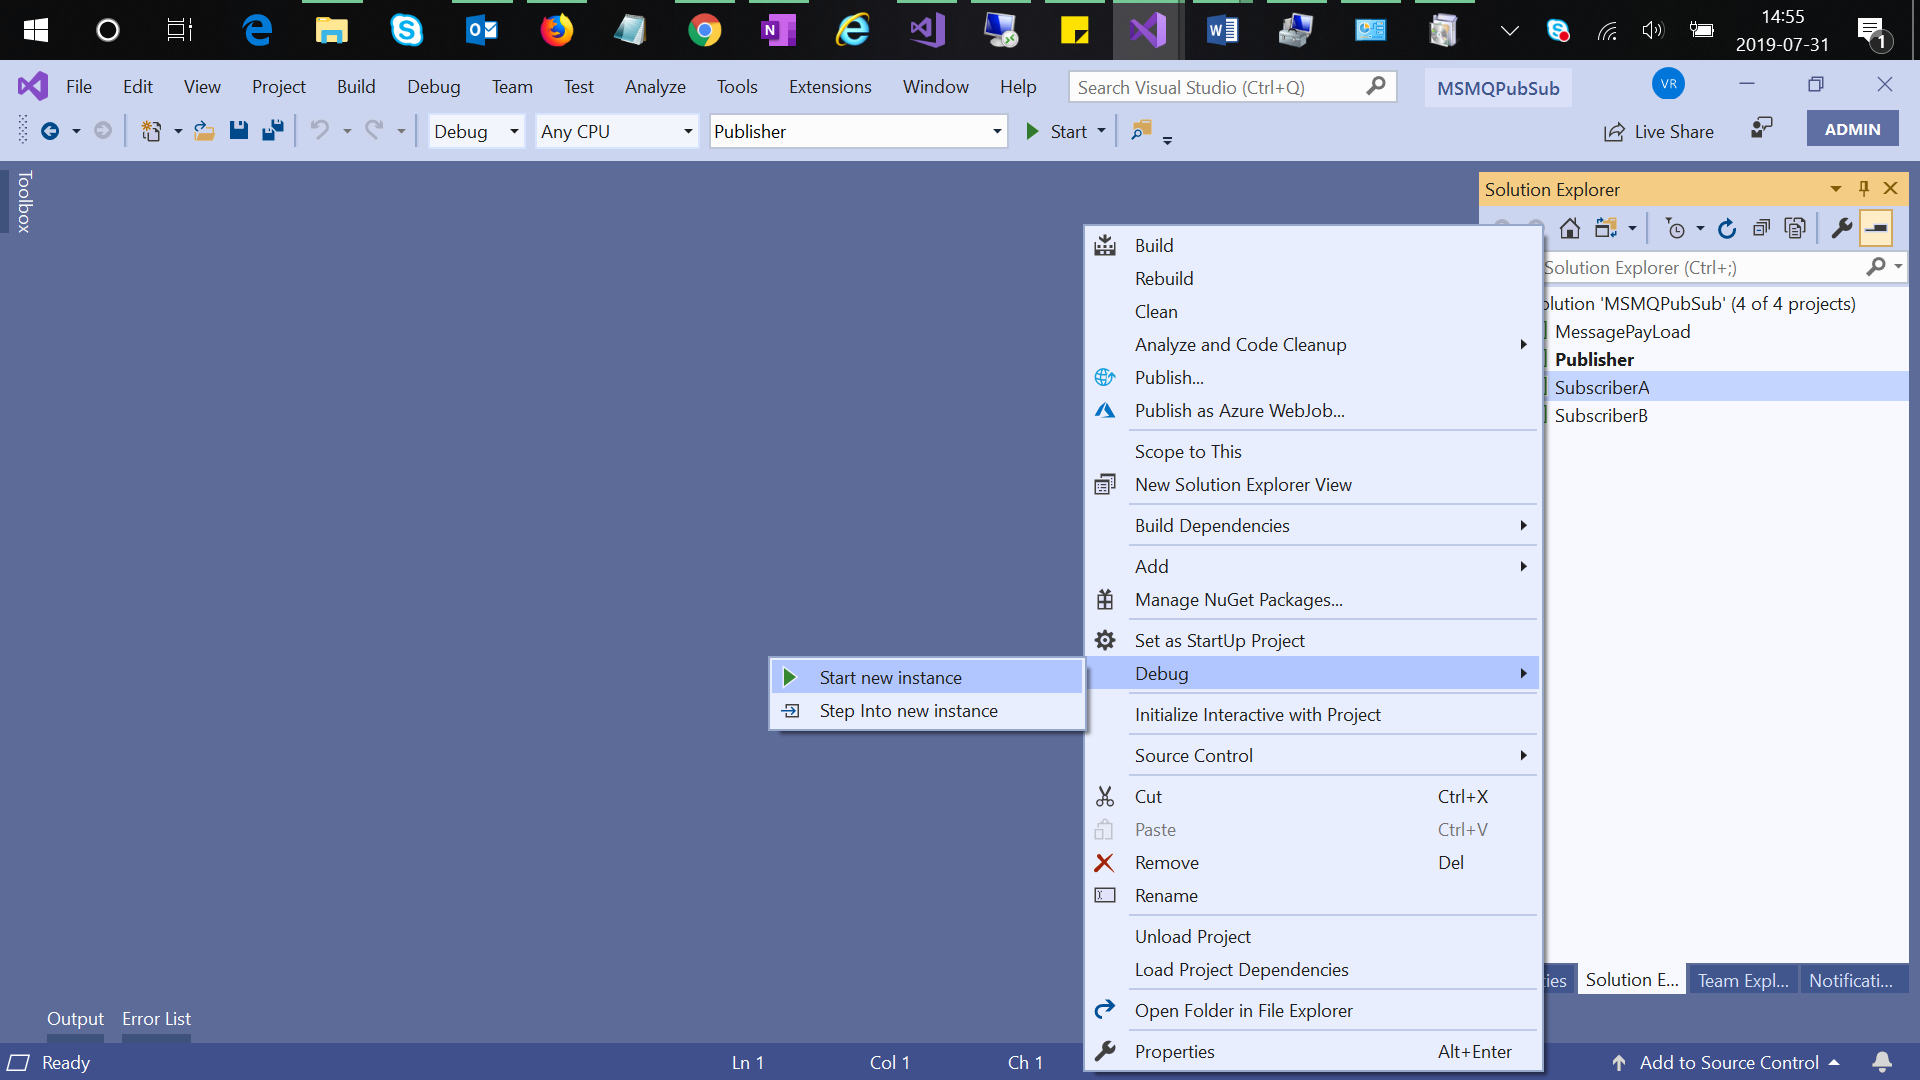 14:55
2019-07-31
1
File Edit View Project Build Debug Team Test Analyze Tools Extensions Window Help Search Visual Studio (Ctrl+Q) MSMQPubSub VR
Debug Any CPU Publisher Start Live Share ADMIN
Toolbox
Solution Explorer
Solution Explorer (Ctrl+;)
olution 'MSMQPubSub' (4 of 4 projects)
MessagePayLoad
Publisher
SubscriberA
SubscriberB
Build
Rebuild
Clean
Analyze and Code Cleanup
Publish...
Publish as Azure WebJob...
Scope to This
New Solution Explorer View
Build Dependencies
Add
Manage NuGet Packages...
Set as StartUp Project
Debug
Start new instance
Step Into new instance
Initialize Interactive with Project
Source Control
Cut Ctrl+X
Paste Ctrl+V
Remove Del
Rename
Unload Project
Load Project Dependencies
Open Folder in File Explorer
Properties Alt+Enter
ties Solution E... Team Expl... Notificati...
Output Error List
Ready Ln 1 Col 1 Ch 1 Add to Source Control